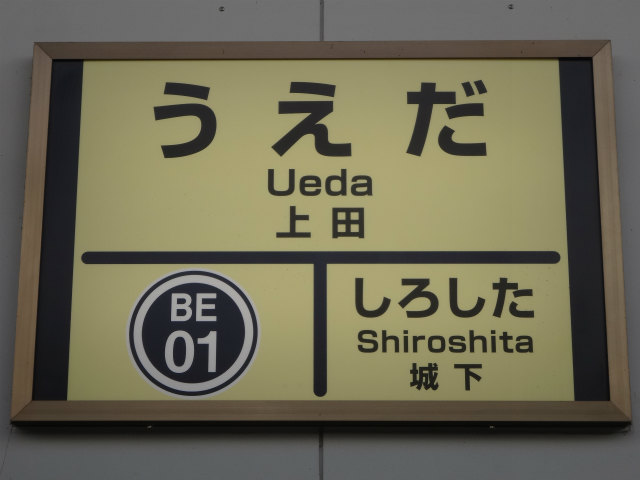 うえだ
Ueda
上田
BE
01
しろした
Shiroshita
城下